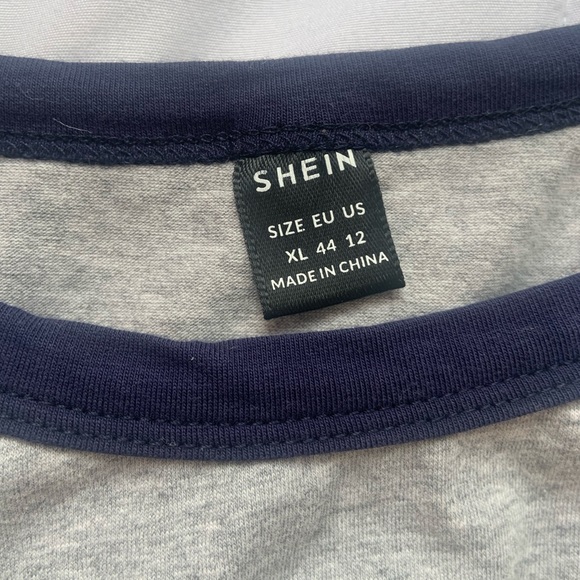 SHEIN
SIZE EU US
XL 44 12
MADE IN CHINA